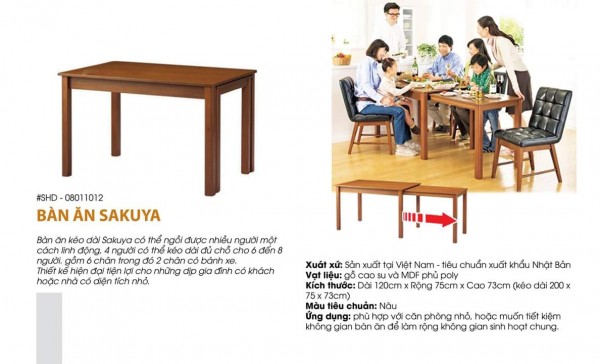 #SHD - 08011012
BÀN ĂN SAKUYA
Bàn ăn kéo dài Sakuya có thể ngồi được nhiều người một
cách linh động, 4 người có thể kéo dài đủ chỗ cho 6 đến 8
người. gồm 6 chân trong đó 2 chân có bánh xe.
Thiết kế hiện đại tiện lợi cho những dịp gia đình có khách
hoặc nhà có diện tích nhỏ.
Xuất xứ: Sản xuất tại Việt Nam - tiêu chuẩn xuất khẩu Nhật Bản
Vật liệu: gỗ cao su và MDF phủ poly
Kích thước: Dài 120cm x Rộng 75cm x Cao 73cm (kéo dài 200 x
75 x 73cm)
Màu tiêu chuẩn: Nâu
Ứng dụng: phù hợp với căn phòng nhỏ, hoặc muốn tiết kiệm
không gian bàn ăn để làm rộng không gian sinh hoạt chung.